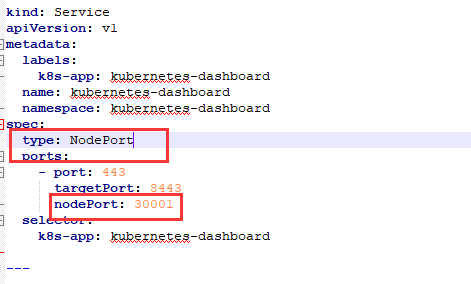 kind: Service
apiVersion: v1
metadata:
  labels:
    k8s-app: kubernetes-dashboard
  name: kubernetes-dashboard
  namespace: kubernetes-dashboard
spec:
  type: NodePort
  ports:
    - port: 443
      targetPort: 8443
      nodePort: 30001
  selector:
    k8s-app: kubernetes-dashboard
---